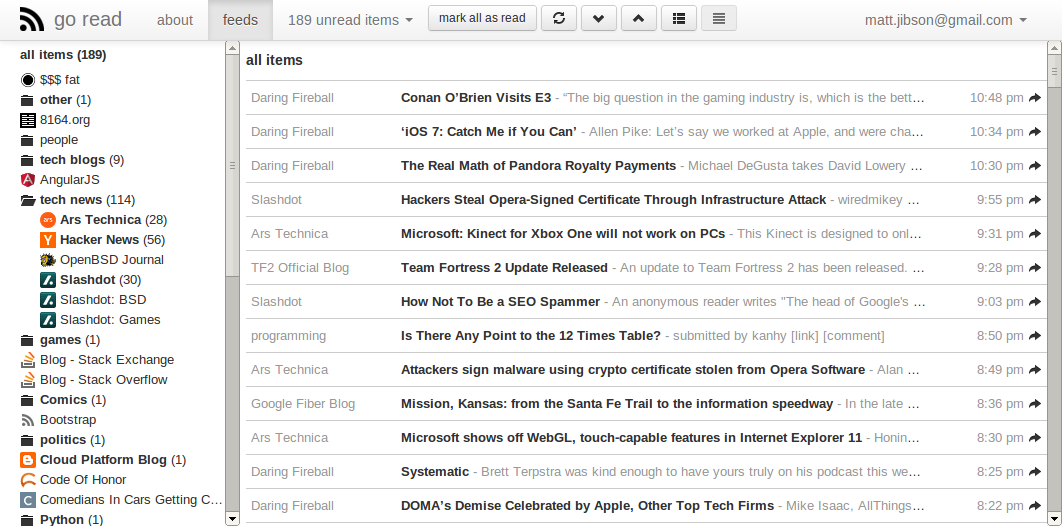 go read about feeds 189 unread items mark all as read matt.jibson@gmail.com
all items (189)
$$$ fat
other (1)
8164.org
people
tech blogs (9)
AngularJS
tech news (114)
ars Ars Technica (28)
Y Hacker News (56)
OpenBSD Journal
Slashdot (30)
Slashdot: BSD
Slashdot: Games
games (1)
Blog - Stack Exchange
Blog - Stack Overflow
Comics (1)
Bootstrap
politics (1)
Cloud Platform Blog (1)
Code Of Honor
C Comedians In Cars Getting C…
Python (1)
all items
Daring Fireball Conan O’Brien Visits E3 - “The big question in the gaming industry is, which is the bett… 10:48 pm
Daring Fireball ‘iOS 7: Catch Me if You Can’ - Allen Pike: Let’s say we worked at Apple, and were cha… 10:34 pm
Daring Fireball The Real Math of Pandora Royalty Payments - Michael DeGusta takes David Lowery … 10:30 pm
Slashdot Hackers Steal Opera-Signed Certificate Through Infrastructure Attack - wiredmikey … 9:55 pm
Ars Technica Microsoft: Kinect for Xbox One will not work on PCs - This Kinect is designed to onl… 9:31 pm
TF2 Official Blog Team Fortress 2 Update Released - An update to Team Fortress 2 has been released. … 9:28 pm
Slashdot How Not To Be a SEO Spammer - An anonymous reader writes "The head of Google's … 9:03 pm
programming Is There Any Point to the 12 Times Table? - submitted by kanhy [link] [comment] 8:50 pm
Ars Technica Attackers sign malware using crypto certificate stolen from Opera Software - Alan … 8:49 pm
Google Fiber Blog Mission, Kansas: from the Santa Fe Trail to the information speedway - In the late … 8:36 pm
Ars Technica Microsoft shows off WebGL, touch-capable features in Internet Explorer 11 - Honin… 8:30 pm
Daring Fireball Systematic - Brett Terpstra was kind enough to have yours truly on his podcast this we… 8:25 pm
Daring Fireball DOMA’s Demise Celebrated by Apple, Other Top Tech Firms - Mike Isaac, AllThings… 8:22 pm